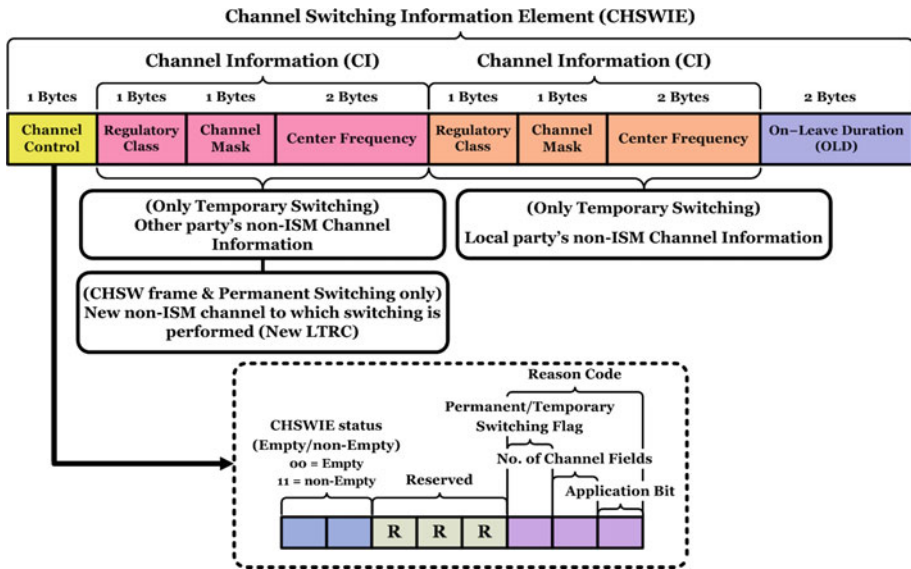 Channel Switching Information Element (CHSWIE)
Channel Information (CI)
Channel Information (CI)
1 Bytes
1 Bytes
1 Bytes
2 Bytes
1 Bytes
1 Bytes
2 Bytes
2 Bytes
Channel
Control
Regulatory
Class
Channel
Mask
Center Frequency
Regulatory
Class
Channel
Mask
Center Frequency
On–Leave Duration
(OLD)
(Only Temporary Switching)
Other party's non-ISM Channel
Information
(Only Temporary Switching)
Local party's non-ISM Channel Information
(CHSW frame & Permanent Switching only)
New non-ISM channel to which switching is
performed (New LTRC)
Reason Code
Permanent/Temporary
Switching Flag
CHSWIE status
(Empty/non-Empty)
00 = Empty
11 = non-Empty
No. of Channel Fields
Reserved
Application Bit
R
R
R